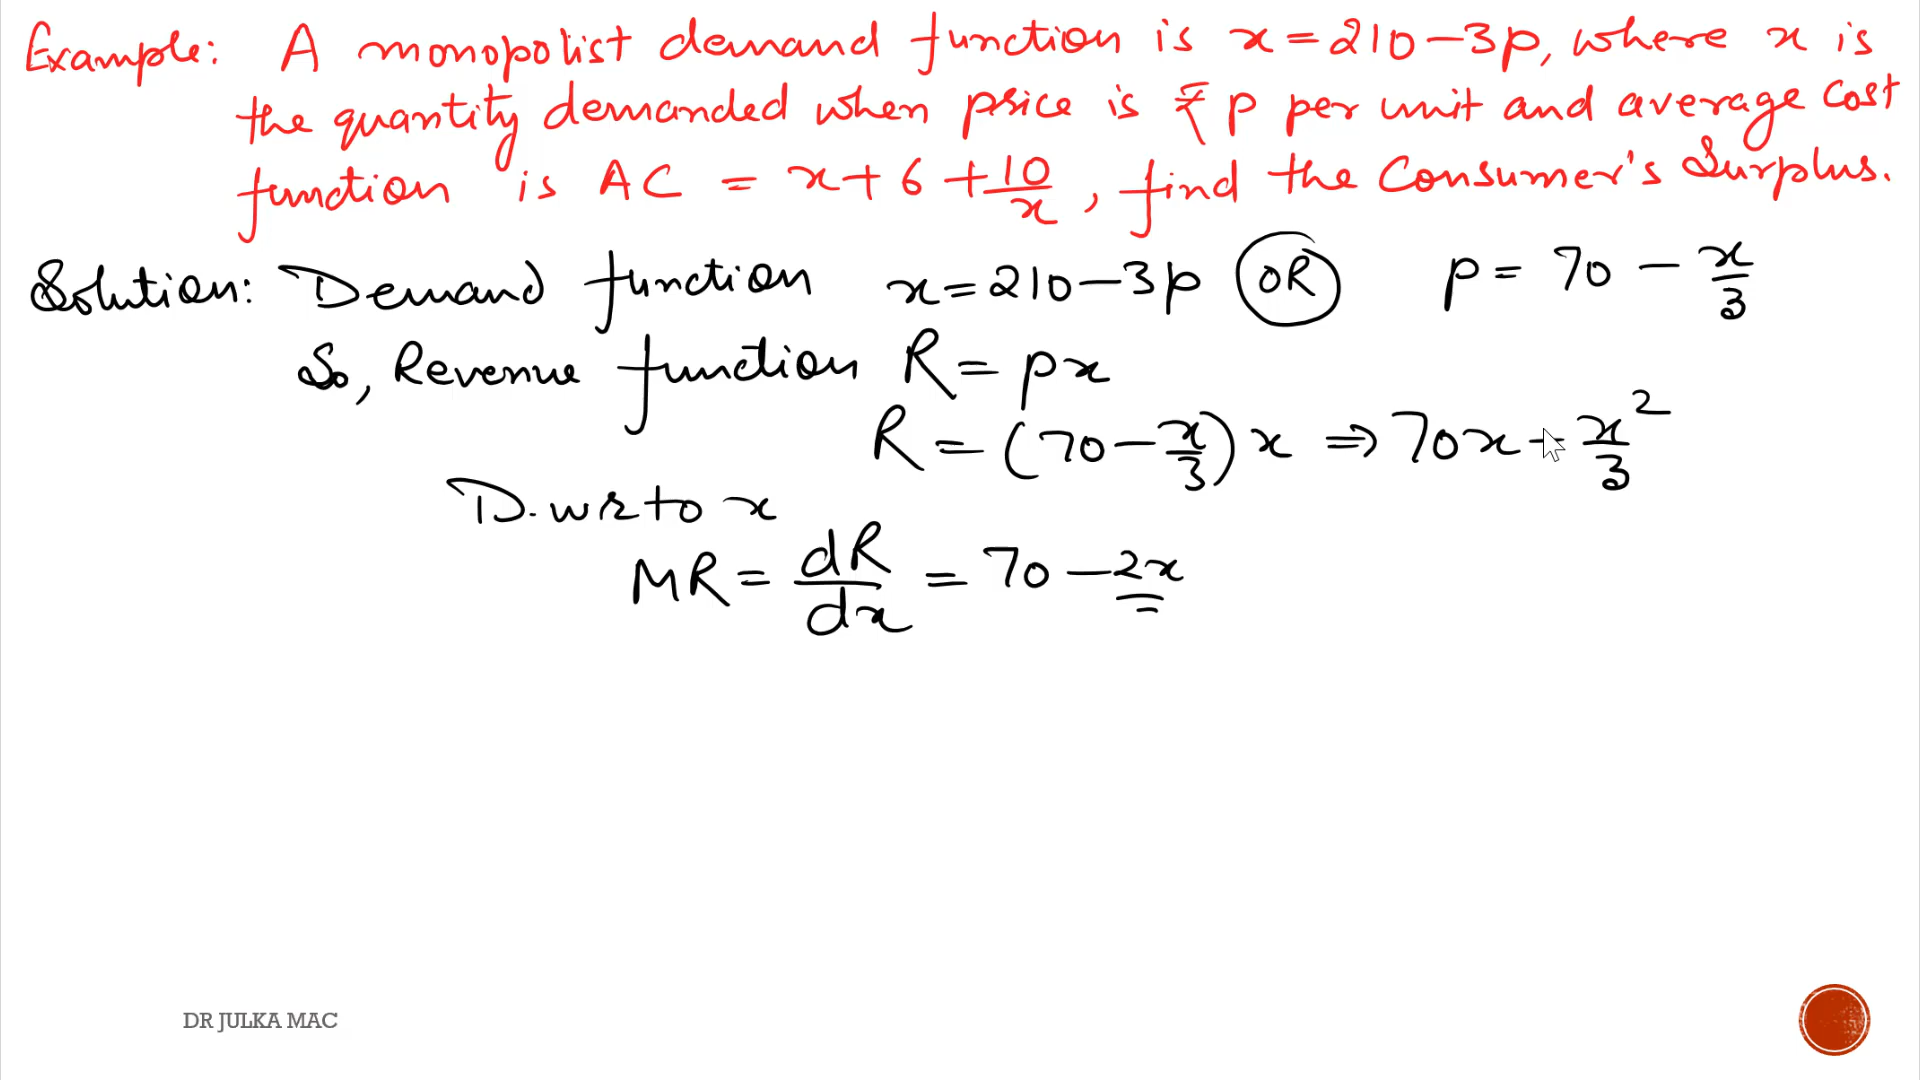 Example: A monopolist demand function is x = 210 - 3p, where x is
the quantity demanded when price is ₹ p per unit and average cost
function is AC = x + 6 + 10/x, find the Consumer's Surplus.
Solution: Demand function x = 210 - 3p OR p = 70 - x/3
So, Revenue function R = px
R = (70 - x/3) x ⇒ 70x - x²/3
D. wr to x
MR = dR/dx = 70 - 2x
DR JULKA MAC